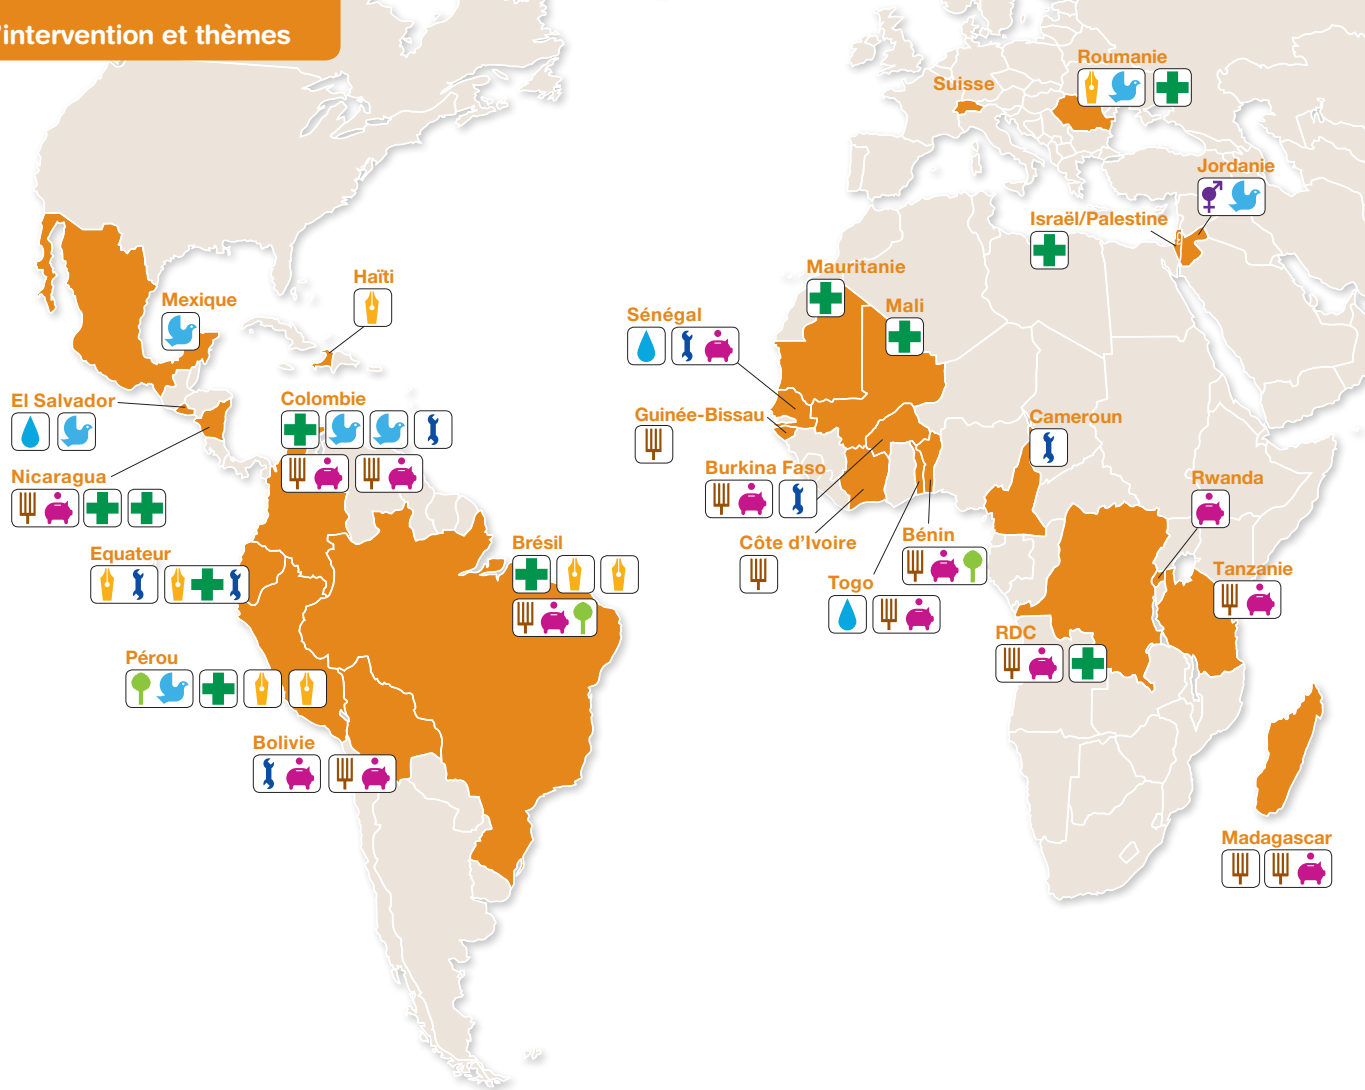 'intervention et thèmes
Roumanie
Suisse
Jordanie
Israël/Palestine
Mauritanie
Haïti
Mexique
Mali
Sénégal
El Salvador
Colombie
Guinée-Bissau
Cameroun
Burkina Faso
Nicaragua
Rwanda
Equateur
Brésil
Côte d'Ivoire
Bénin
Togo
Tanzanie
RDC
Pérou
Bolivie
Madagascar